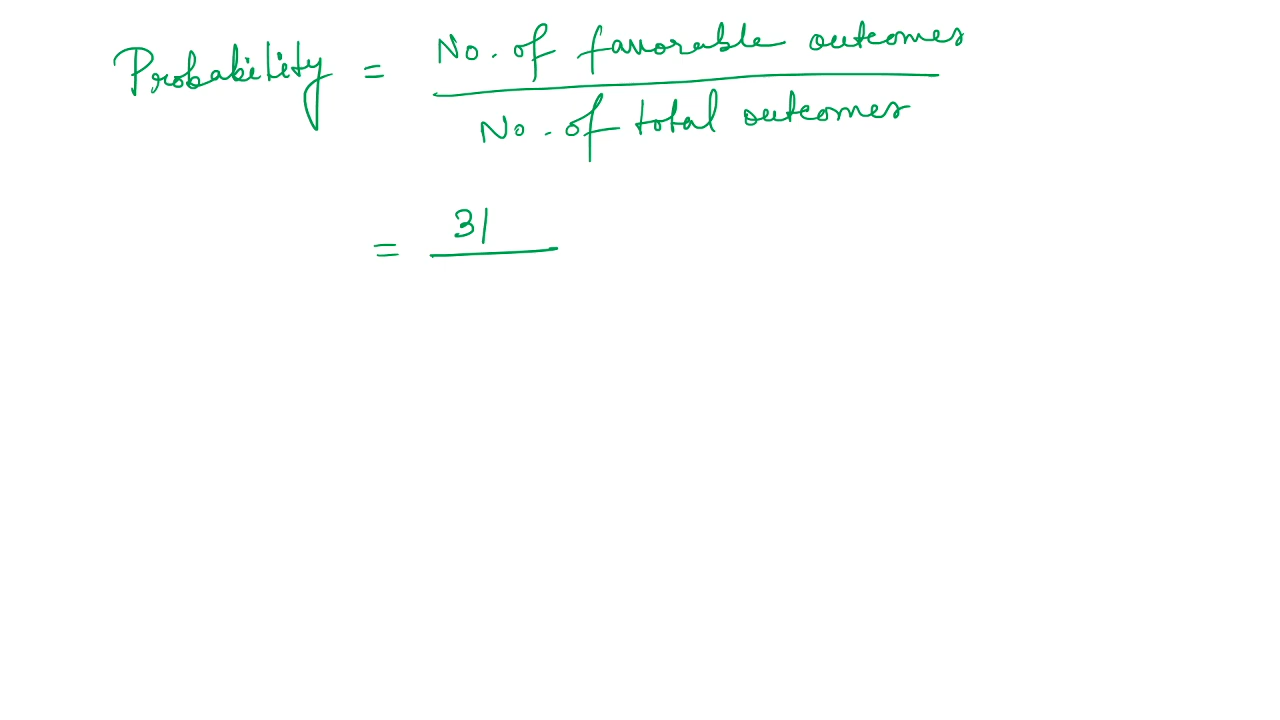 Probability = No. of favorable outcomes
No. of total outcomes
= 31